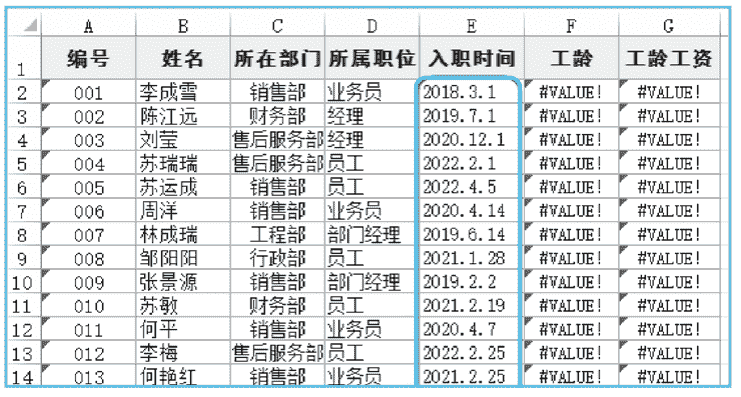 A B C D E F G
1 编号 姓名 所在部门 所属职位 入职时间 工龄 工龄工资
2 001 李成雪 销售部 业务员 2018.3.1 #VALUE! #VALUE!
3 002 陈江远 财务部 经理 2019.7.1 #VALUE! #VALUE!
4 003 刘莹 售后服务部 经理 2020.12.1 #VALUE! #VALUE!
5 004 苏瑞瑞 售后服务部 员工 2022.2.1 #VALUE! #VALUE!
6 005 苏运成 销售部 员工 2022.4.5 #VALUE! #VALUE!
7 006 周洋 销售部 业务员 2020.4.14 #VALUE! #VALUE!
8 007 林成瑞 工程部 部门经理 2019.6.14 #VALUE! #VALUE!
9 008 邹阳阳 行政部 员工 2021.1.28 #VALUE! #VALUE!
10 009 张景源 销售部 部门经理 2019.2.2 #VALUE! #VALUE!
11 010 苏敏 财务部 员工 2021.2.19 #VALUE! #VALUE!
12 011 何平 销售部 业务员 2020.4.7 #VALUE! #VALUE!
13 012 李梅 售后服务部 员工 2022.2.25 #VALUE! #VALUE!
14 013 何艳红 销售部 业务员 2021.2.25 #VALUE! #VALUE!